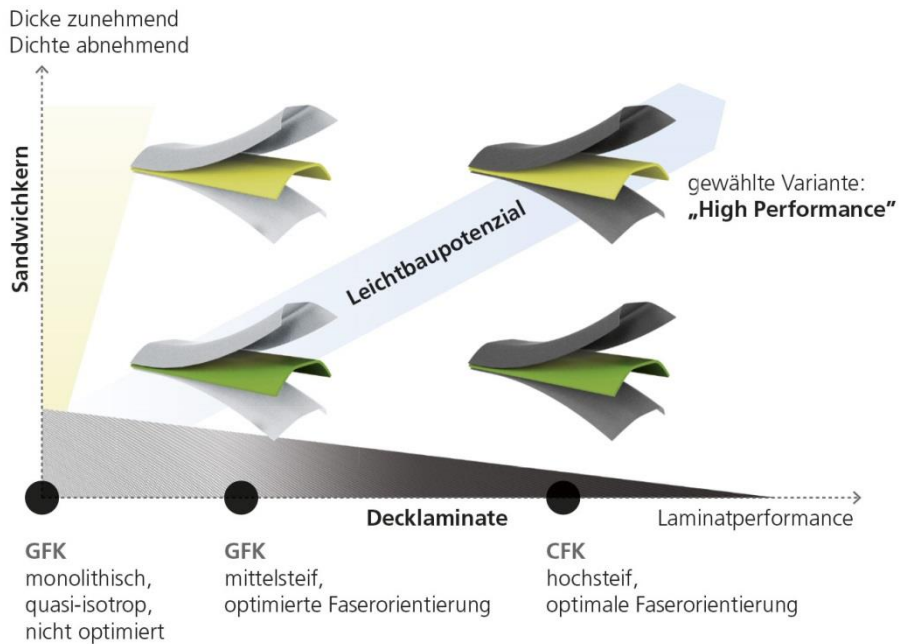 Dicke zunehmend
Dichte abnehmend
Sandwichkern
Leichtbaupotenzial
gewählte Variante:
„High Performance”
Decklaminate
Laminatperformance
GFK
monolithisch,
quasi-isotrop,
nicht optimiert
GFK
mittelsteif,
optimierte Faserorientierung
CFK
hochsteif,
optimale Faserorientierung